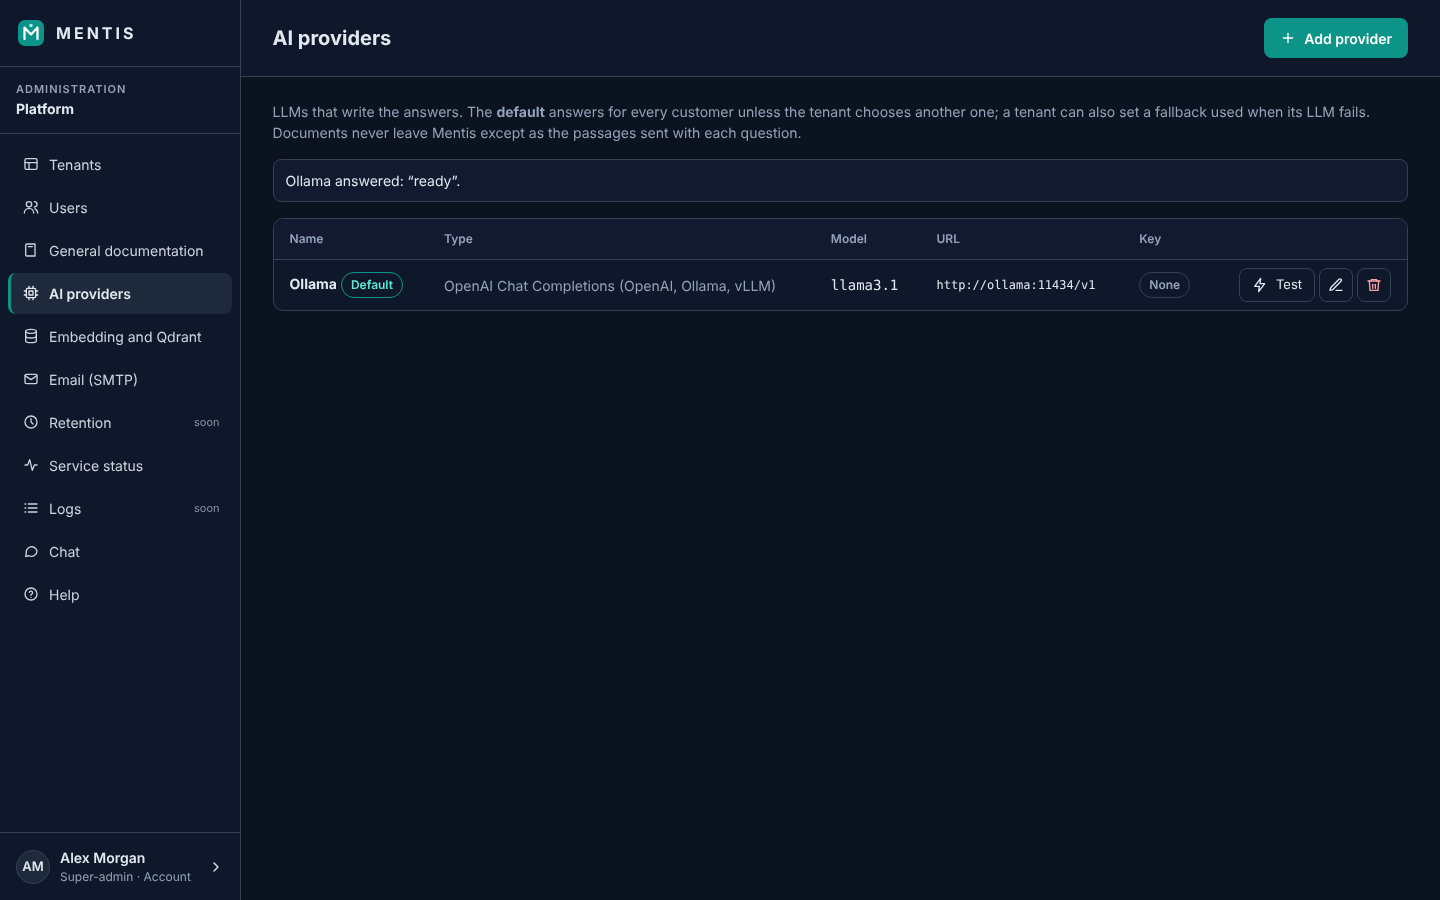 MENTIS
ADMINISTRATION
Platform
Tenants
Users
General documentation
AI providers
Embedding and Qdrant
Email (SMTP)
Retention soon
Service status
Logs soon
Chat
Help
AM
Alex Morgan
Super-admin · Account
AI providers
Add provider
LLMs that write the answers. The default answers for every customer unless the tenant chooses another one; a tenant can also set a fallback used when its LLM fails.
Documents never leave Mentis except as the passages sent with each question.
Ollama answered: “ready”.
Name Type Model URL Key
Ollama Default OpenAI Chat Completions (OpenAI, Ollama, vLLM) llama3.1 http://ollama:11434/v1 None Test